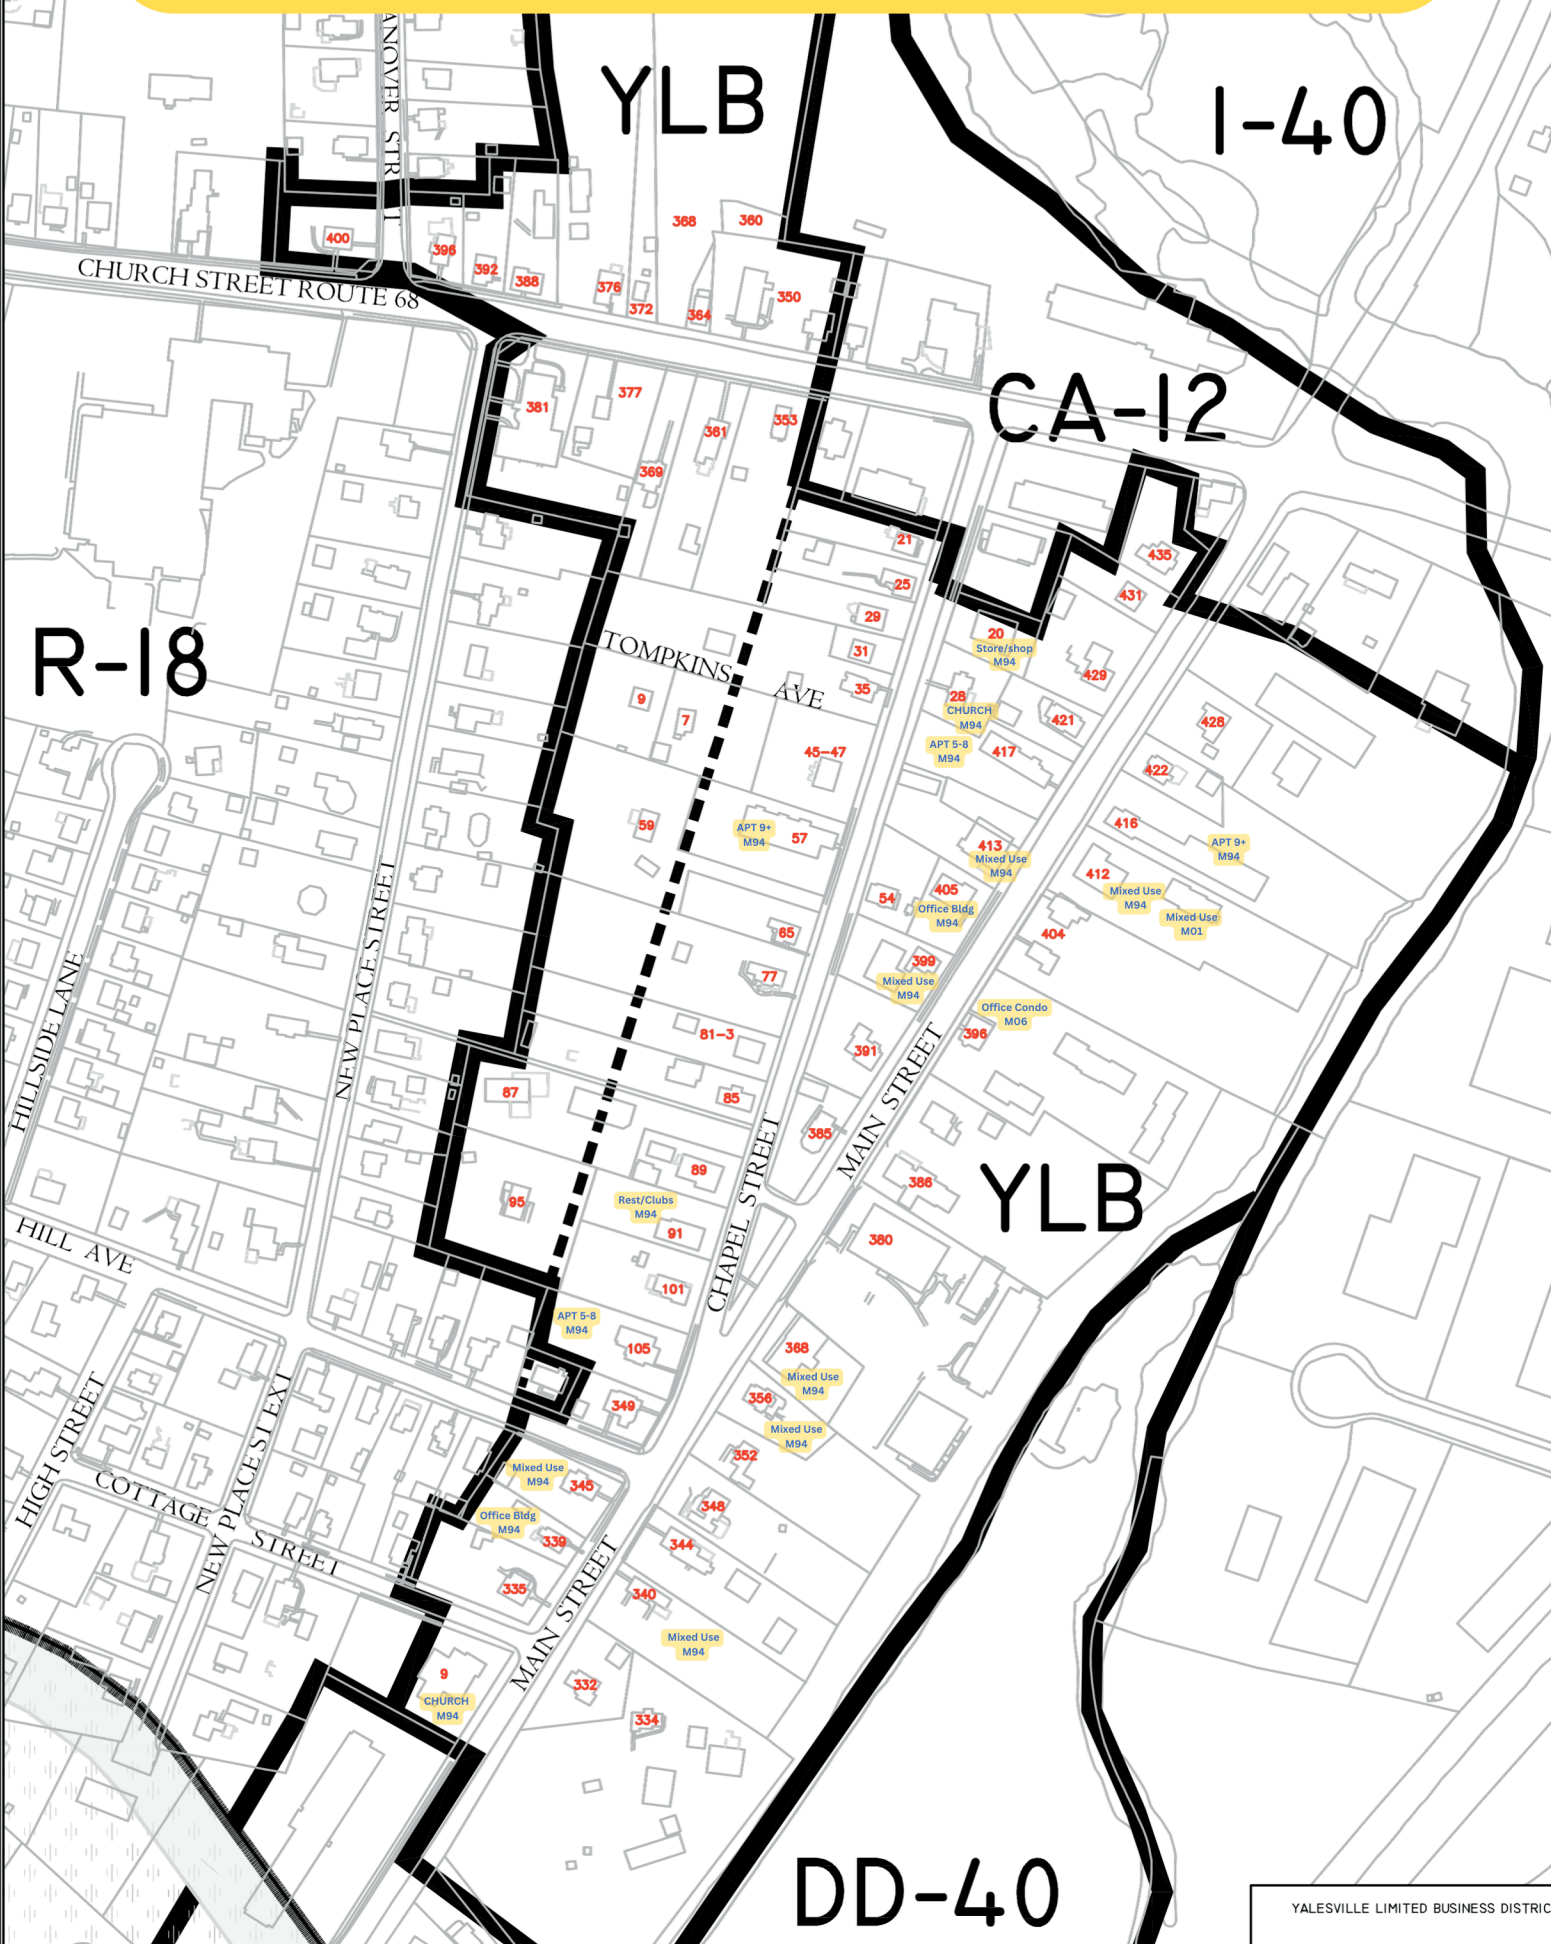 ANOVER STR T
YLB
I-40
368
360
400
396
392
388
376
372
364
350
CHURCH STREET ROUTE 68
381
377
361
353
369
CA-12
21
25
29
31
35
435
431
20
Store/shop
M94
R-18
TOMPKINS AVE
9
7
28
CHURCH
M94
429
421
APT 5-8
M94
417
428
422
45-47
59
APT 9+
M94
57
416
413
Mixed Use
M94
APT 9+
M94
412
Mixed Use
M94
Mixed Use
M01
54
405
Office Bldg
M94
404
65
77
399
Mixed Use
M94
HILLSIDE LANE
NEW PLACE STREET
81-3
391
Office Condo
M06
396
87
85
385
MAIN STREET
CHAPEL STREET
89
386
YLB
95
Rest/Clubs
M94
91
380
HILL AVE
101
APT 5-8
M94
105
368
Mixed Use
M94
349
356
Mixed Use
M94
352
HIGH STREET
NEW PLACE ST EXT
COTTAGE STREET
Mixed Use
M94
345
Office Bldg
M94
339
348
344
335
340
MAIN STREET
Mixed Use
M94
9
CHURCH
M94
332
334
DD-40
YALESVILLE LIMITED BUSINESS DISTRIC